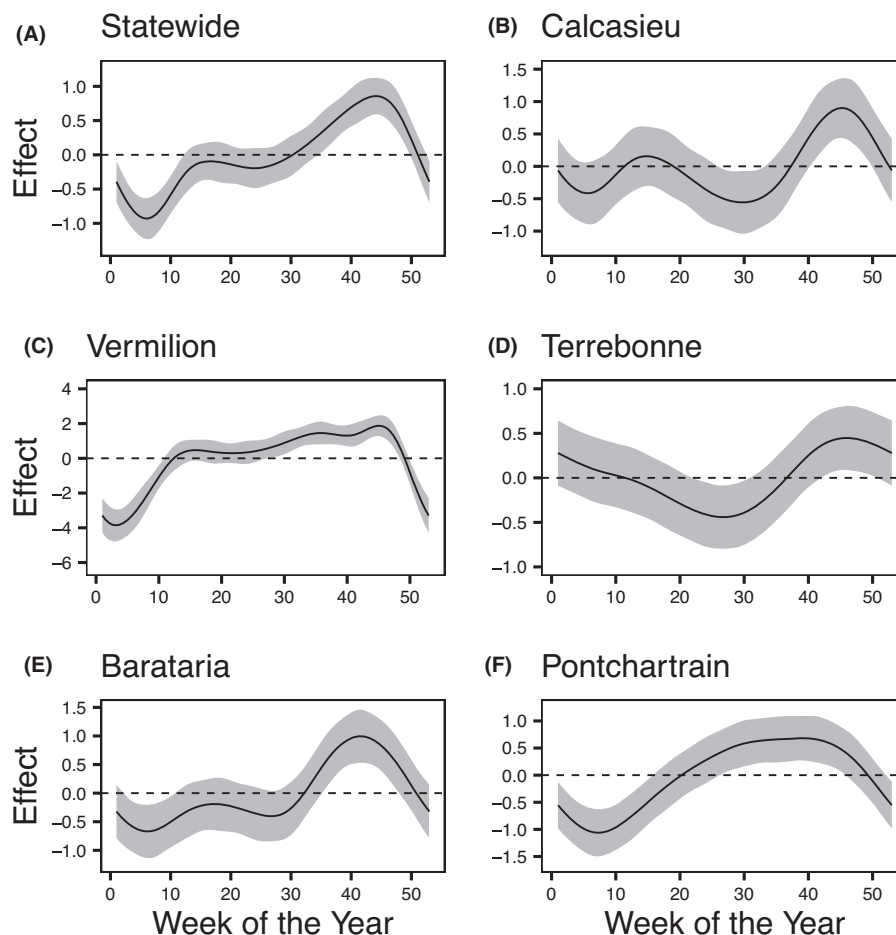 (A) Statewide
Effect
1.0
0.5
0.0
−0.5
−1.0
0 10 20 30 40 50
(B) Calcasieu
1.5
1.0
0.5
0.0
−0.5
−1.0
0 10 20 30 40 50
(C) Vermilion
Effect
4
2
0
−2
−4
−6
0 10 20 30 40 50
(D) Terrebonne
1.0
0.5
0.0
−0.5
−1.0
0 10 20 30 40 50
(E) Barataria
Effect
1.5
1.0
0.5
0.0
−0.5
−1.0
0 10 20 30 40 50
Week of the Year
(F) Pontchartrain
1.0
0.5
0.0
−0.5
−1.0
−1.5
0 10 20 30 40 50
Week of the Year